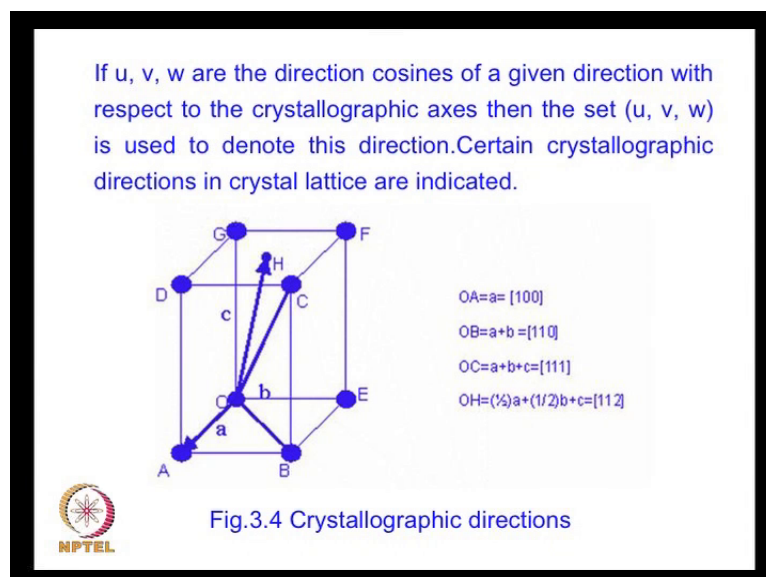 If u, v, w are the direction cosines of a given direction with
respect to the crystallographic axes then the set (u, v, w)
is used to denote this direction.Certain crystallographic
directions in crystal lattice are indicated.
G
F
H
D
C
c
O
b
E
a
A
B
OA=a= [100]
OB=a+b =[110]
OC=a+b+c=[111]
OH=(½)a+(1/2)b+c=[112]
Fig.3.4 Crystallographic directions
NPTEL